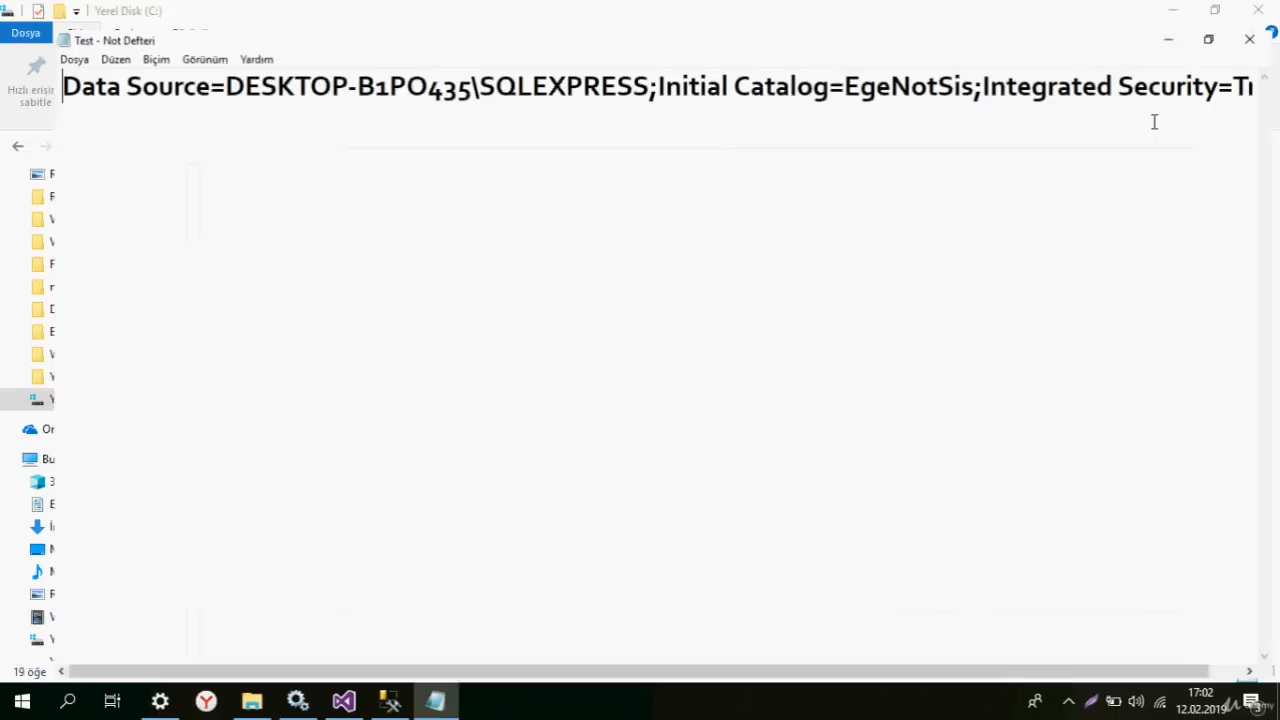 Yerel Disk (C:)
Dosya
Test - Not Defteri
Dosya Düzen Biçim Görünüm Yardım
Data Source=DESKTOP-B1PO435\SQLEXPRESS;Initial Catalog=EgeNotSis;Integrated Security=Tr
Hızlı erişim
sabitle
19 öğe
17:02
12.02.2019